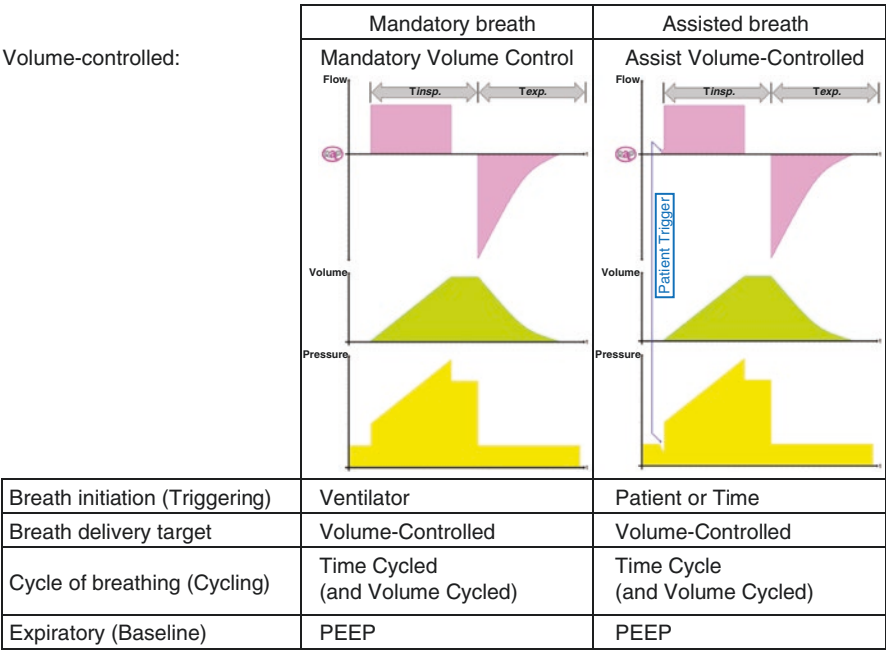 Mandatory breath
Assisted breath
Volume-controlled:
Mandatory Volume Control
Assist Volume-Controlled
Flow
Tinsp.
Texp.
Flow
Tinsp.
Texp.
Patient Trigger
Volume
Volume
Pressure
Pressure
Breath initiation (Triggering)
Ventilator
Patient or Time
Breath delivery target
Volume-Controlled
Volume-Controlled
Cycle of breathing (Cycling)
Time Cycled
(and Volume Cycled)
Time Cycle
(and Volume Cycled)
Expiratory (Baseline)
PEEP
PEEP